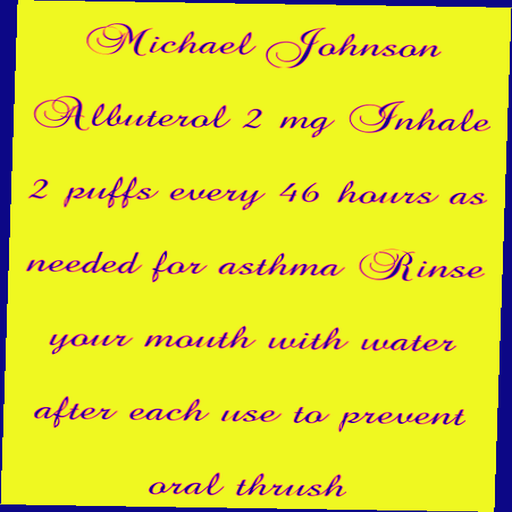 Michael Johnson
Albuterol 2 mg Inhale
2 puffs every 46 hours as
needed for asthma Rinse
your mouth with water
after each use to prevent
oral thrush